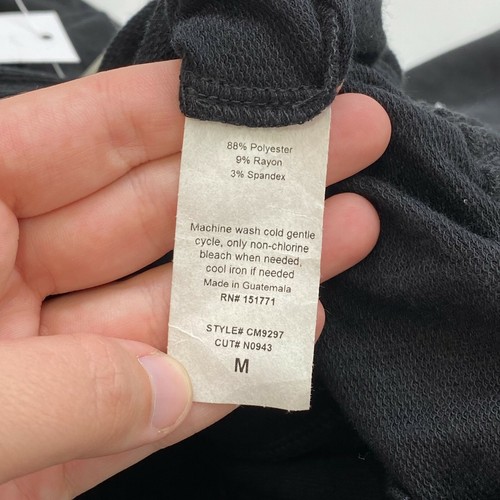 88% Polyester
9% Rayon
3% Spandex
Machine wash cold gentle
cycle, only non-chlorine
bleach when needed,
cool iron if needed
Made in Guatemala
RN# 151771
STYLE# CM9297
CUT# N0943
M